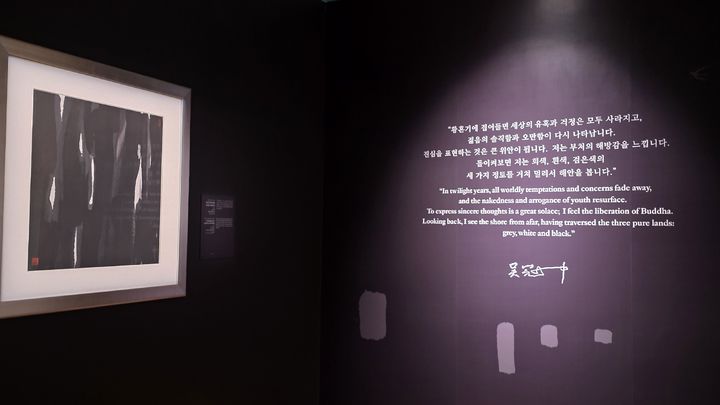 “황혼기에 접어들면 세상의 유혹과 걱정은 모두 사라지고,
젊음의 솔직함과 오만함이 다시 나타납니다.
진심을 표현하는 것은 큰 위안이 됩니다. 저는 부처의 해방감을 느낍니다.
돌이켜보면 저는 회색, 흰색, 검은색의
세 가지 정토를 거쳐 멀리서 해안을 봅니다.”
“In twilight years, all worldly temptations and concerns fade away,
and the nakedness and arrogance of youth resurface.
To express sincere thoughts is a great solace; I feel the liberation of Buddha.
Looking back, I see the shore from afar, having traversed the three pure lands:
grey, white and black.”
吴冠中